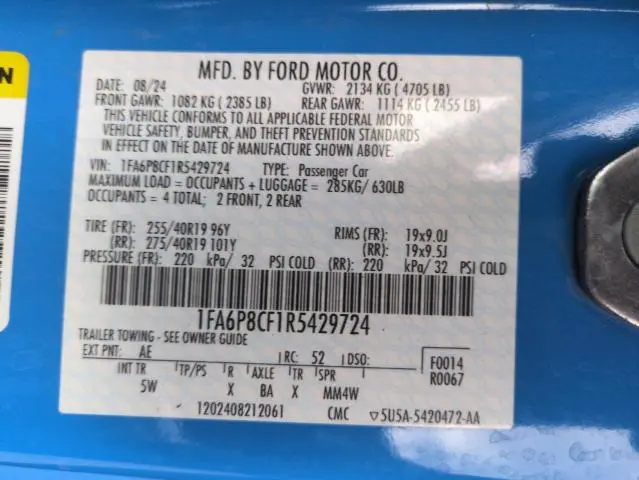 ON
MFD. BY FORD MOTOR CO.
DATE: 08/24 GVWR: 2134 KG ( 4705 LB)
FRONT GAWR: 1082 KG ( 2385 LB) REAR GAWR: 1114 KG ( 2455 LB)
THIS VEHICLE CONFORMS TO ALL APPLICABLE FEDERAL MOTOR
VEHICLE SAFETY, BUMPER, AND THEFT PREVENTION STANDARDS
IN EFFECT ON THE DATE OF MANUFACTURE SHOWN ABOVE.
VIN: 1FA6P8CF1R5429724 TYPE: Passenger Car
MAXIMUM LOAD = OCCUPANTS + LUGGAGE = 285KG/ 630LB
OCCUPANTS = 4 TOTAL; 2 FRONT, 2 REAR
TIRE (FR): 255/40R19 96Y RIMS (FR): 19x9.0J
(RR): 275/40R19 101Y (RR): 19x9.5J
PRESSURE (FR): 220 kPa/ 32 PSI COLD (RR): 220 kPa/ 32 PSI COLD
1FA6P8CF1R5429724
TRAILER TOWING - SEE OWNER GUIDE
EXT PNT: AE RC: 52 DSO: F0014
INT TR TP/PS R AXLE TR SPR R0067
5W X BA X MM4W
1202408212061 CMC ▽5U5A-5420472-AA